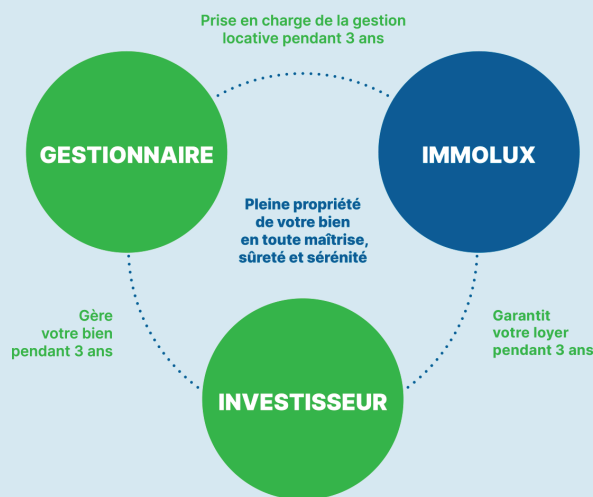 Prise en charge de la gestion
locative pendant 3 ans
GESTIONNAIRE
IMMOLUX
Pleine propriété
de votre bien
en toute maîtrise,
sûreté et sérénité
Gère
votre bien
pendant 3 ans
Garantit
votre loyer
pendant 3 ans
INVESTISSEUR